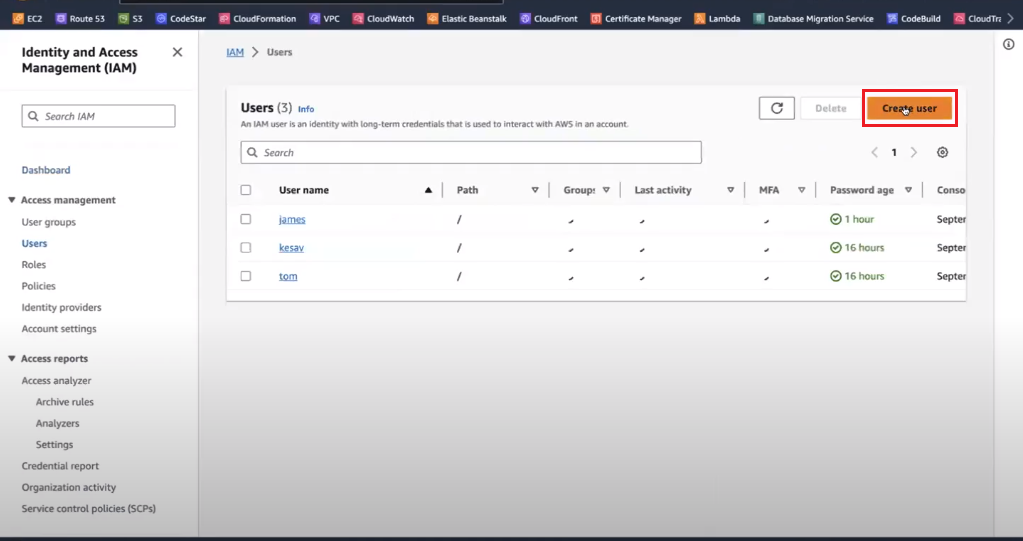 EC2 Route 53 S3 CodeStar CloudFormation VPC CloudWatch Elastic Beanstalk CloudFront Certificate Manager Lambda Database Migration Service CodeBuild CloudTra
Identity and Access Management (IAM)
Search IAM
Dashboard
Access management
User groups
Users
Roles
Policies
Identity providers
Account settings
Access reports
Access analyzer
Archive rules
Analyzers
Settings
Credential report
Organization activity
Service control policies (SCPs)
IAM > Users
Users (3) Info
An IAM user is an identity with long-term credentials that is used to interact with AWS in an account.
Delete
Create user
Search
1
User name Path Groups Last activity MFA Password age Conso
james / 1 hour Septer
kesav / 16 hours Septer
tom / 16 hours Septer